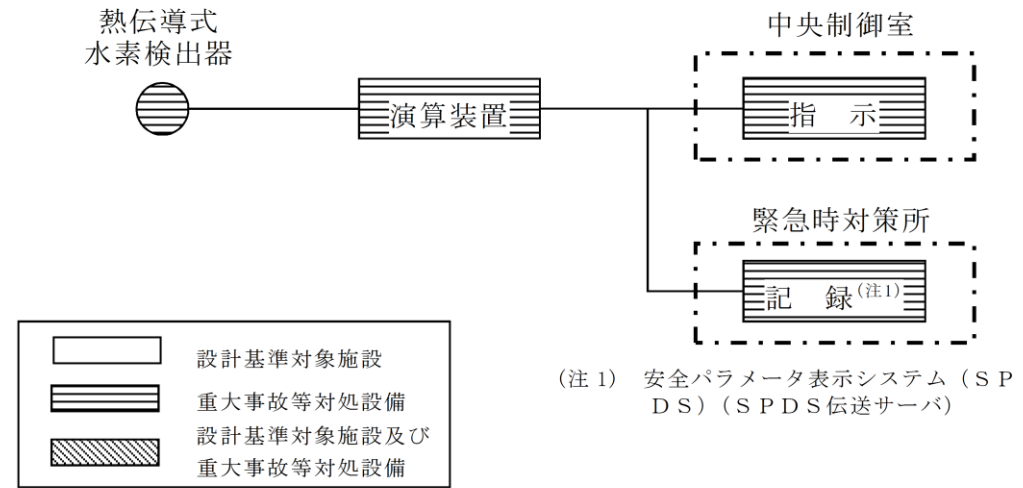 熱伝導式
水素検出器
演算装置
中央制御室
指　示
緊急時対策所
記　録(注1)
設計基準対象施設
重大事故等対処設備
設計基準対象施設及び
重大事故等対処設備
(注 1)　安全パラメータ表示システム（ＳＰ
ＤＳ）（ＳＰＤＳ伝送サーバ）